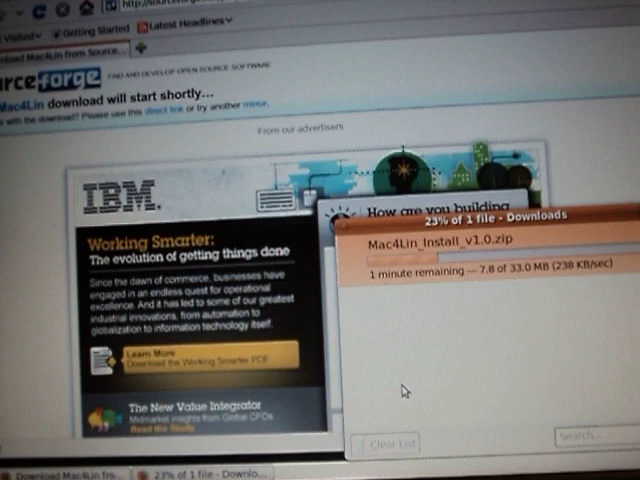 Visited
Getting Started
Latest Headlines
nload Mac4Lin from Source...
urceforge FIND AND DEVELOP OPEN SOURCE SOFTWARE
Mac4Lin download will start shortly...
s with the download? Please use this direct link or try another mirror.
From our advertisers
IBM.
How are you building
Working Smarter:
The evolution of getting things done
Since the dawn of commerce, businesses have
engaged in an endless quest for operational
excellence. And it has led to some of our greatest
industrial innovations, from automation to
globalization to information technology itself.
Learn More
Download the Working Smarter PDF
The New Value Integrator
Midmarket insights from Global CFOs
Read the Study
23% of 1 file - Downloads
Mac4Lin_Install_v1.0.zip
1 minute remaining — 7.8 of 33.0 MB (238 KB/sec)
Clear List
Search...
Download Mac4Lin fro...
23% of 1 file - Downlo...